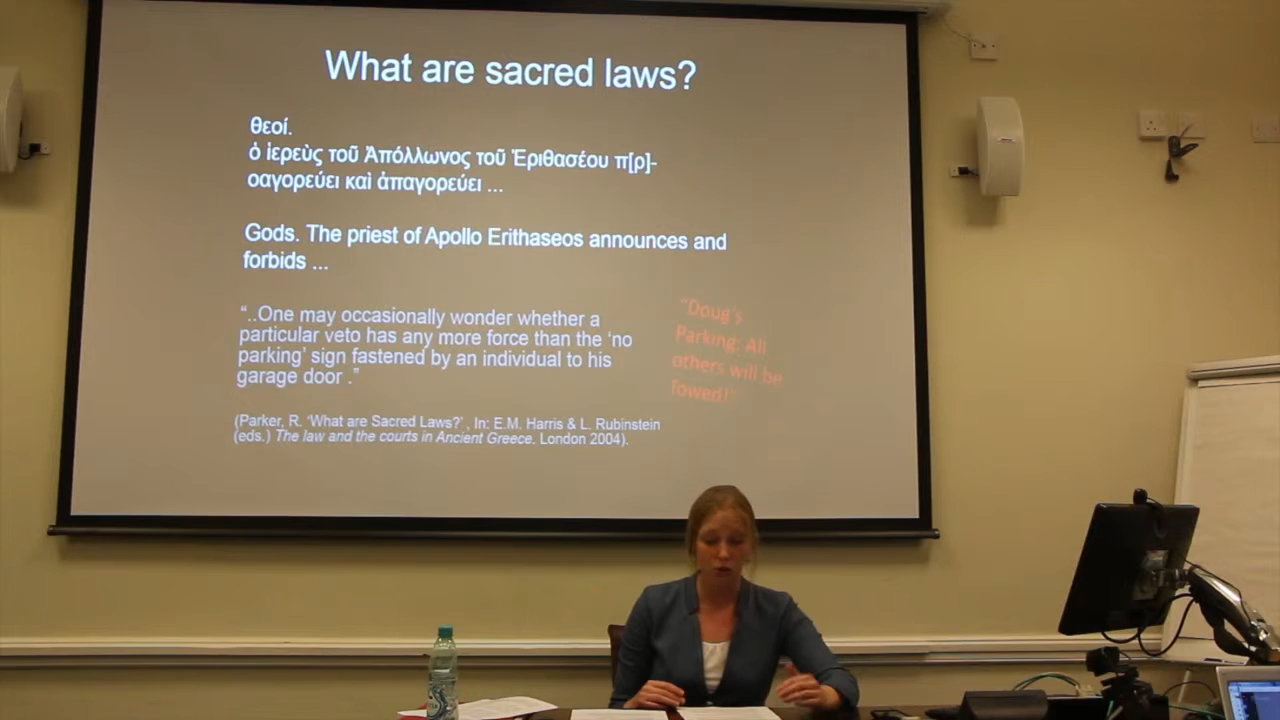 What are sacred laws?
θεοί.
ὁ ἱερεὺς τοῦ Ἀπόλλωνος τοῦ Ἐριθασέου π[ρ]-
οαγορεύει καὶ ἀπαγορεύει ...
Gods. The priest of Apollo Erithaseos announces and
forbids ...
“..One may occasionally wonder whether a
particular veto has any more force than the ‘no
parking’ sign fastened by an individual to his
garage door .”
“Doug’s
Parking: All
others will be
Towed!”
(Parker, R. ‘What are Sacred Laws?’ , In: E.M. Harris & L. Rubinstein
(eds.) The law and the courts in Ancient Greece. London 2004).